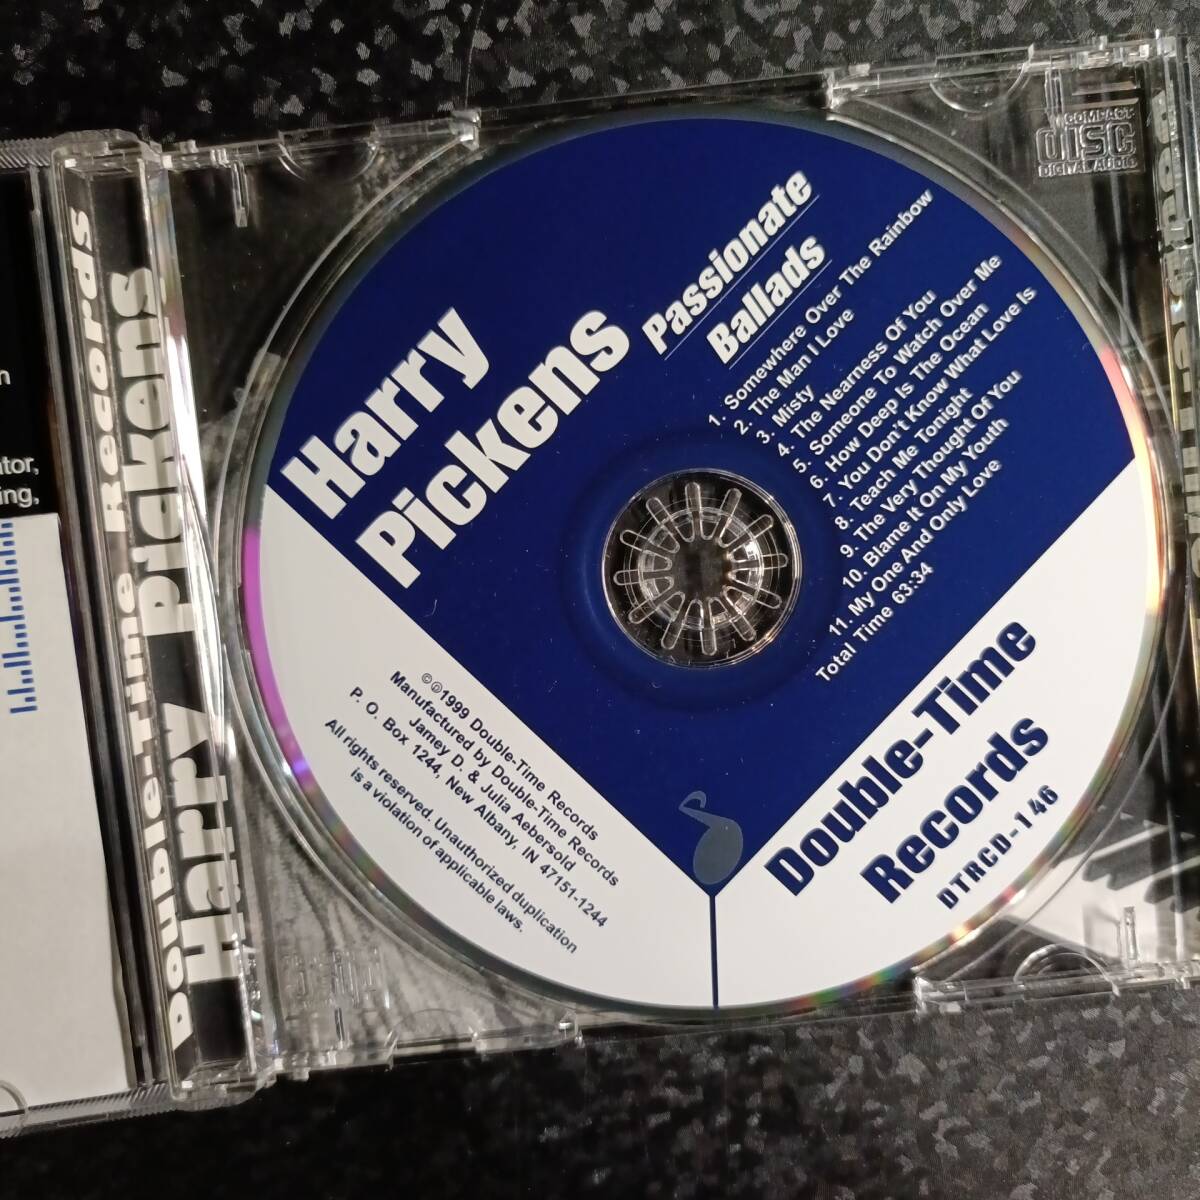 n
ator,
ing,
Double-Time Records
Harry Pickens
COMPACT
DISC
DIGITAL AUDIO
Harry
Pickens
Passionate
Ballads
1. Somewhere Over The Rainbow
2. The Man I Love
3. Misty
4. The Nearness Of You
5. Someone To Watch Over Me
6. How Deep Is The Ocean
7. You Don't Know What Love Is
8. Teach Me Tonight
9. The Very Thought Of You
10. Blame It On My Youth
11. My One And Only Love
Total Time 63:34
©℗1999 Double-Time Records
Manufactured by Double-Time Records
Jamey D. & Julia Aebersold
P. O. Box 1244, New Albany, IN 47151-1244
All rights reserved. Unauthorized duplication
is a violation of applicable laws.
Double-Time
Records
DTRCD-146